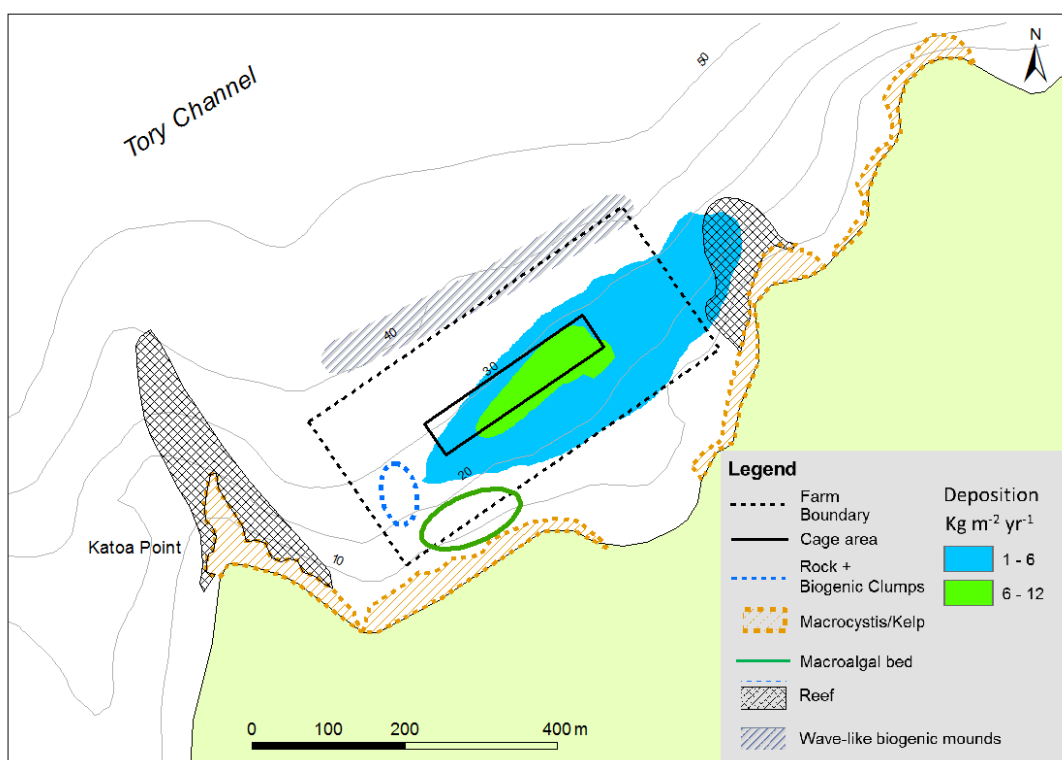 N
50
Tory Channel
40
30
20
Katoa Point
10
0 100 200 400 m
Legend
Farm
Boundary
Cage area
Rock +
Biogenic Clumps
Macrocystis/Kelp
Macroalgal bed
Reef
Wave-like biogenic mounds
Deposition
Kg m⁻² yr⁻¹
1 - 6
6 - 12